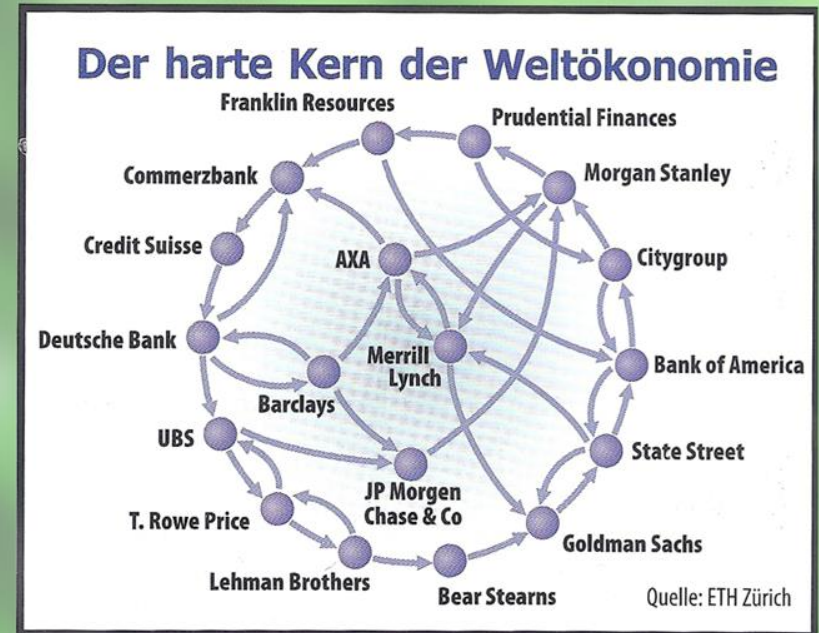 Der harte Kern der Weltökonomie
Franklin Resources
Prudential Finances
Commerzbank
Morgan Stanley
Credit Suisse
AXA
Citygroup
Deutsche Bank
Merrill
Lynch
Bank of America
Barclays
UBS
State Street
JP Morgen
Chase & Co
T. Rowe Price
Goldman Sachs
Lehman Brothers
Bear Stearns
Quelle: ETH Zürich